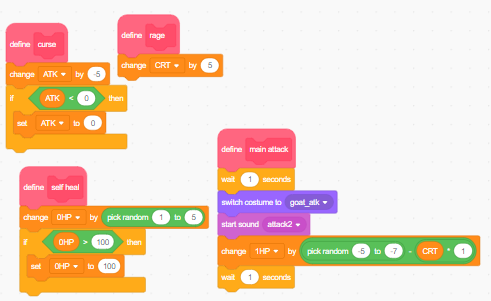 define curse
change ATK by -5
if ATK < 0 then
set ATK to 0
define rage
change CRT by 5
define self heal
change 0HP by pick random 1 to 5
if 0HP > 100 then
set 0HP to 100
define main attack
wait 1 seconds
switch costume to goal_atk
start sound attack2
change 1HP by pick random -5 to -7 - CRT * 1
wait 1 seconds